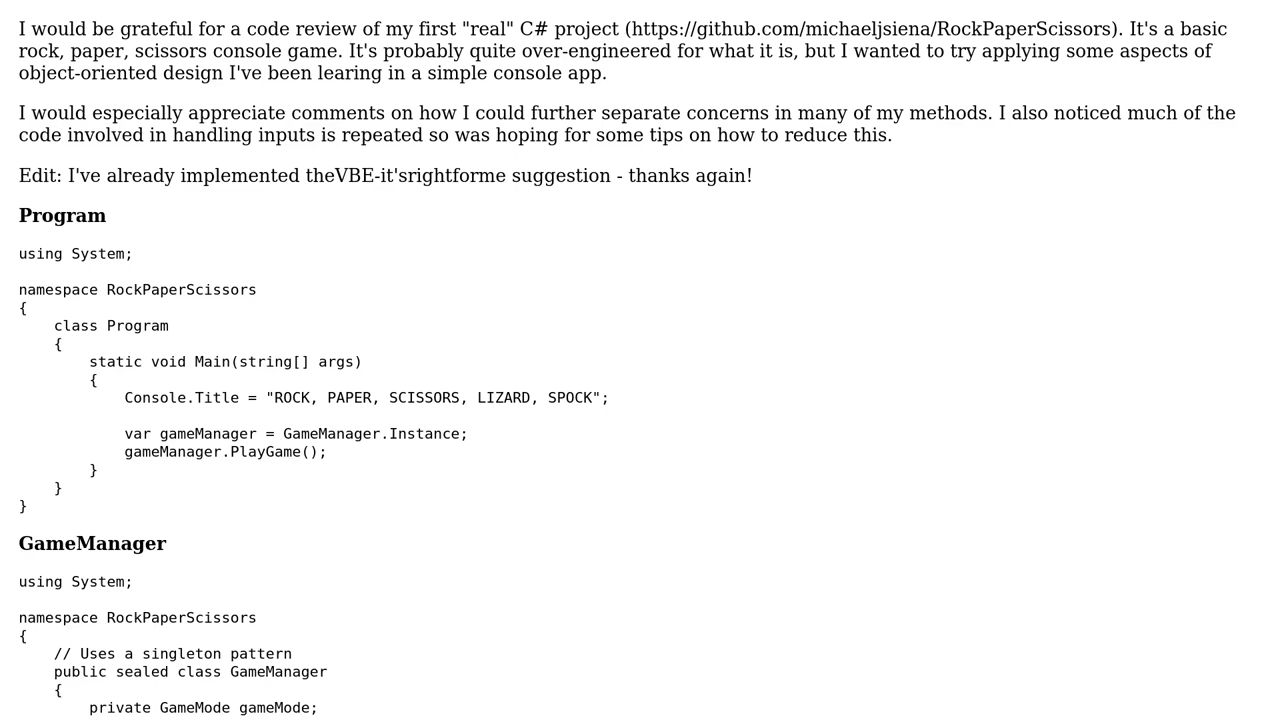 I would be grateful for a code review of my first "real" C# project (https://github.com/michaeljsiena/RockPaperScissors). It's a basic
rock, paper, scissors console game. It's probably quite over-engineered for what it is, but I wanted to try applying some aspects of
object-oriented design I've been learing in a simple console app.
I would especially appreciate comments on how I could further separate concerns in many of my methods. I also noticed much of the
code involved in handling inputs is repeated so was hoping for some tips on how to reduce this.
Edit: I've already implemented theVBE-it'srightforme suggestion - thanks again!
Program
using System;
namespace RockPaperScissors
{
    class Program
    {
        static void Main(string[] args)
        {
            Console.Title = "ROCK, PAPER, SCISSORS, LIZARD, SPOCK";
            var gameManager = GameManager.Instance;
            gameManager.PlayGame();
        }
    }
}
GameManager
using System;
namespace RockPaperScissors
{
    // Uses a singleton pattern
    public sealed class GameManager
    {
        private GameMode gameMode;